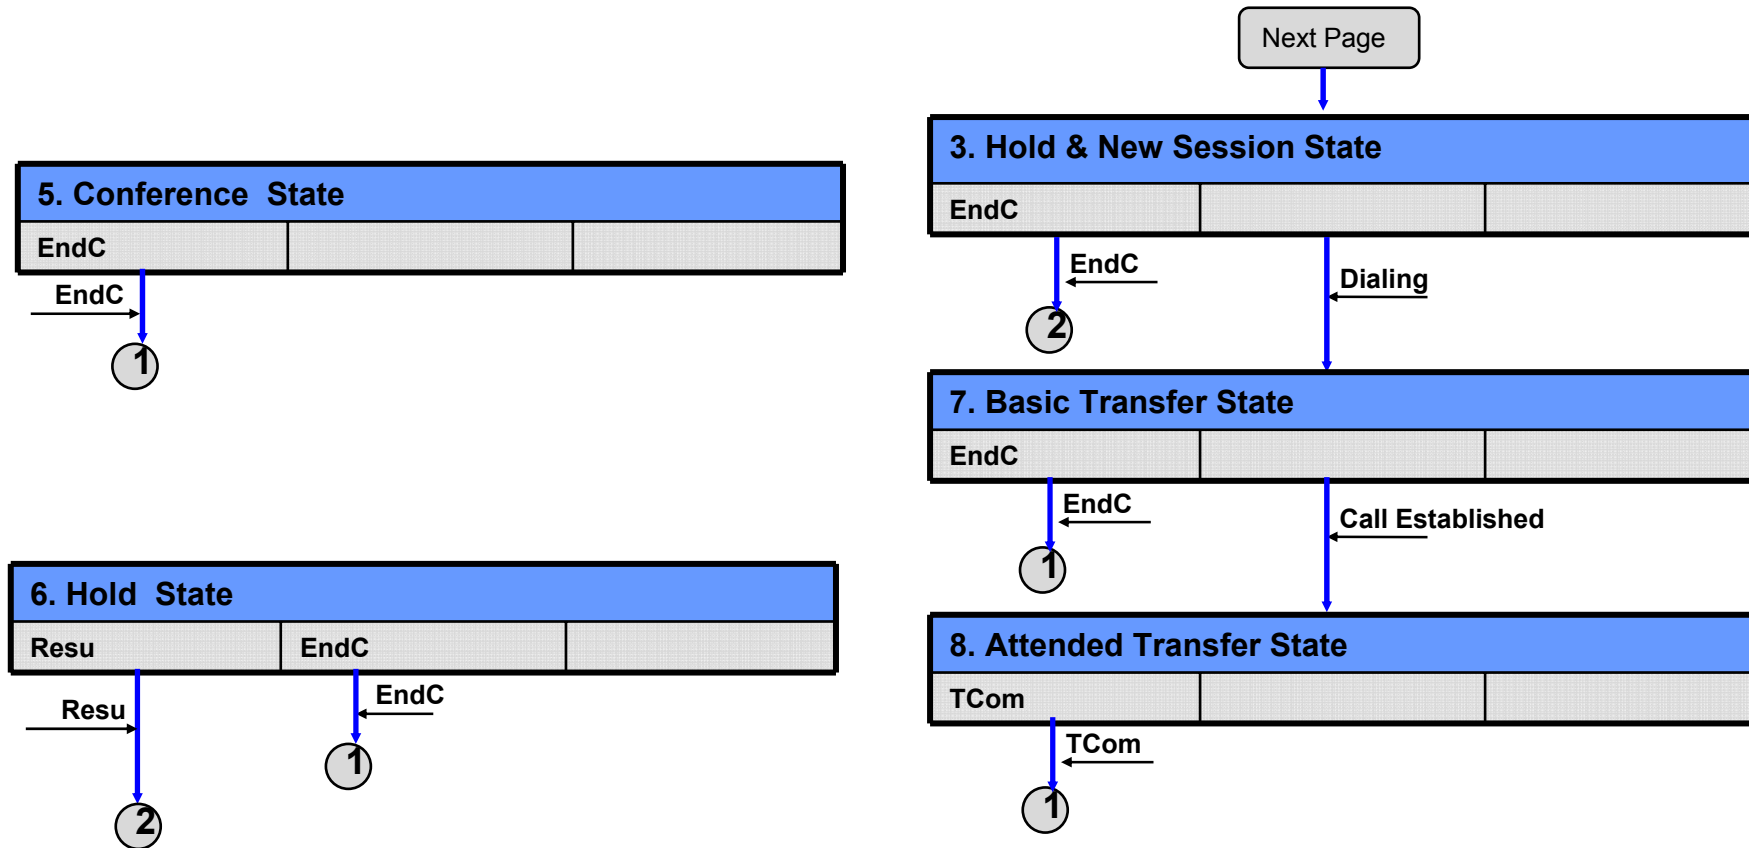 5. Conference  State
EndC
EndC
1
6. Hold  State
Resu
EndC
Resu
EndC
1
2
Next Page
3. Hold & New Session State
EndC
EndC
Dialing
2
7. Basic Transfer State
EndC
EndC
Call Established
1
8. Attended Transfer State
TCom
TCom
1